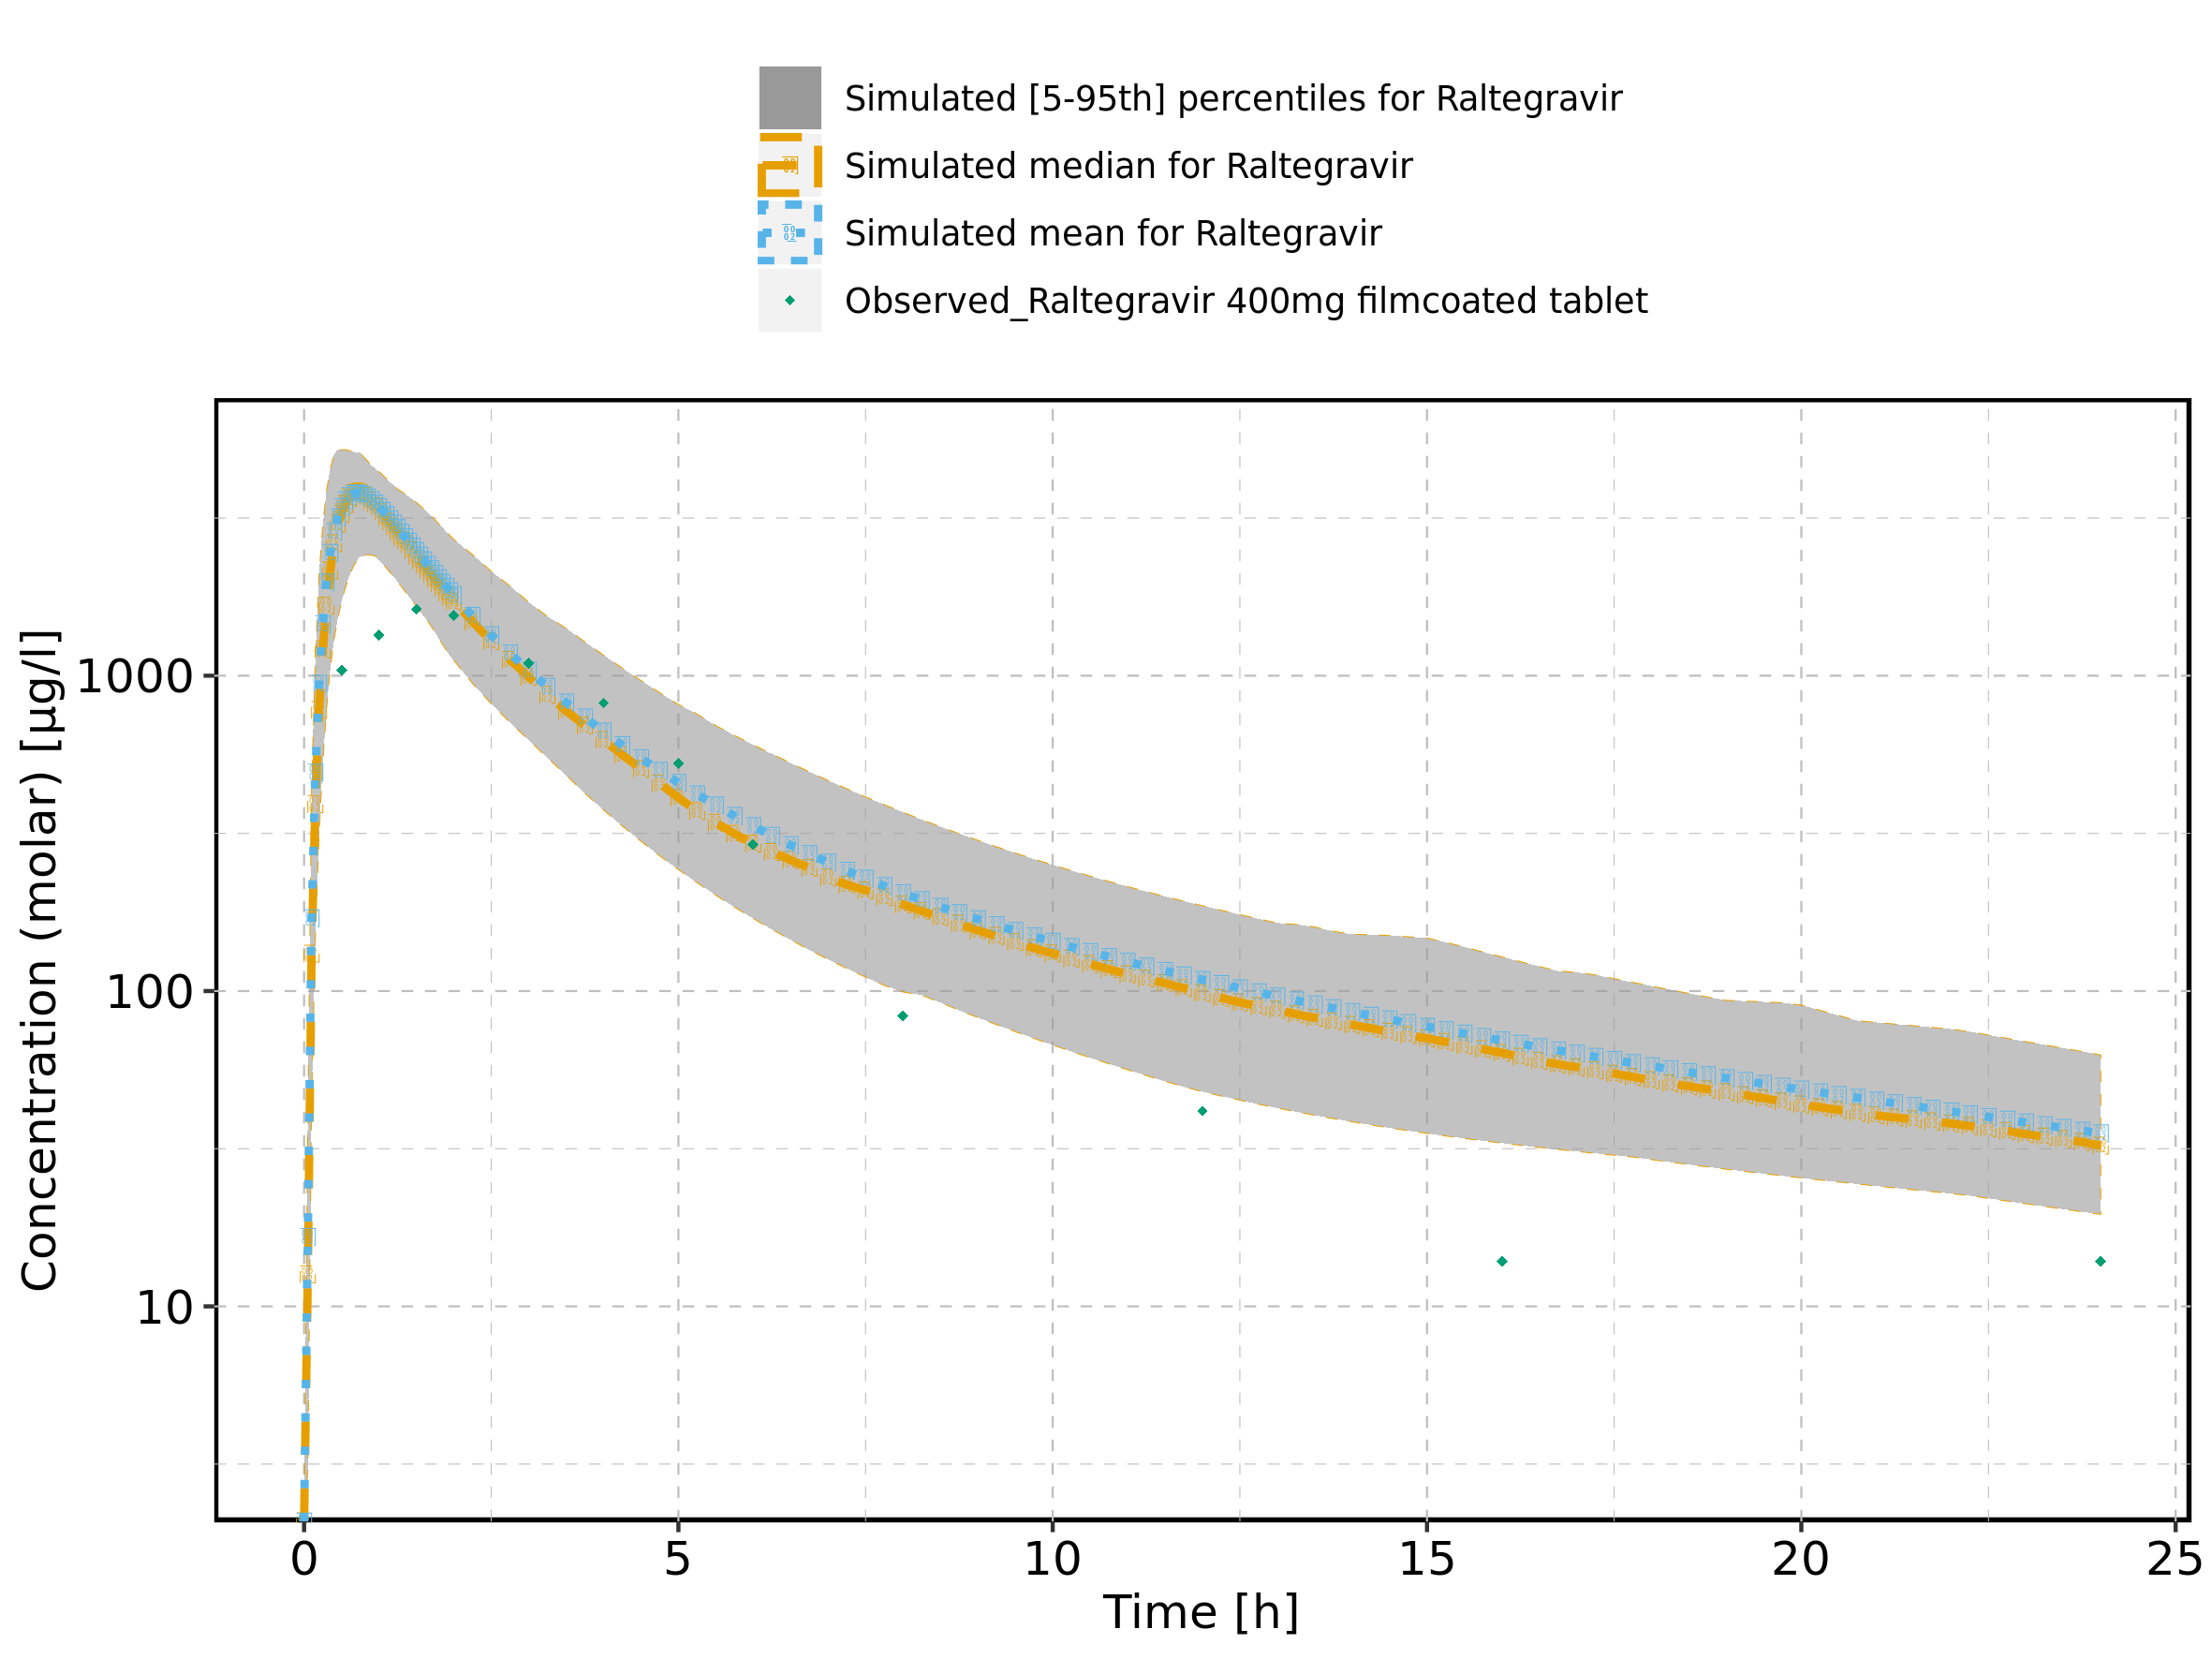 Simulated [5-95th] percentiles for Raltegravir
Simulated median for Raltegravir
Simulated mean for Raltegravir
Observed_Raltegravir 400mg filmcoated tablet
Concentration (molar) [µg/l]
1000
100
10
0 5 10 15 20 25
Time [h]